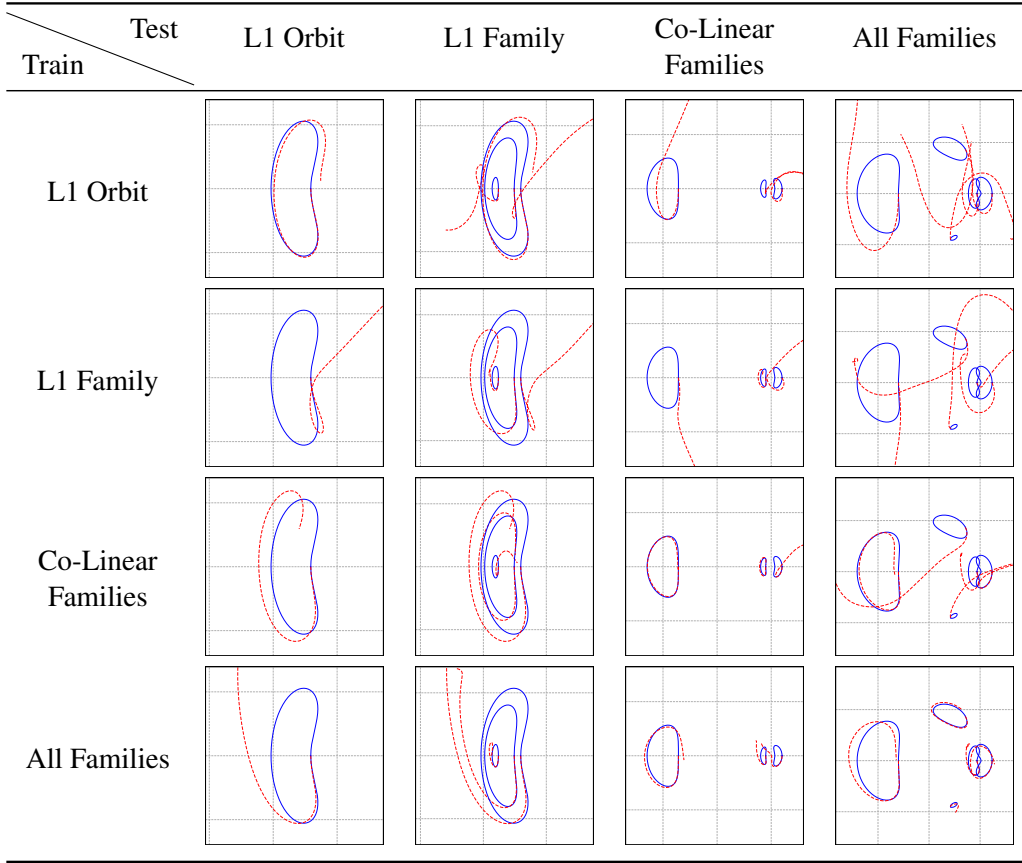 Test
Train
L1 Orbit
L1 Family
Co-Linear
Families
All Families
L1 Orbit
L1 Family
Co-Linear
Families
All Families